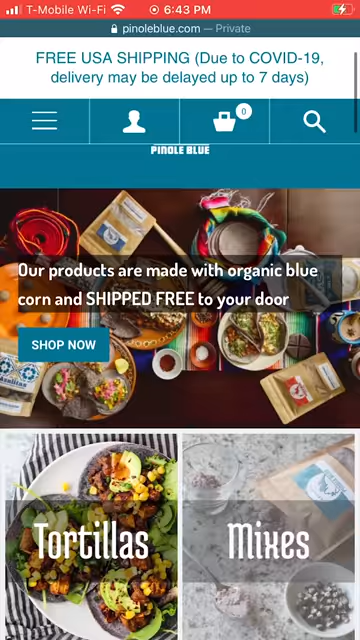 T-Mobile Wi-Fi 6:43 PM
pinoleblue.com — Private
FREE USA SHIPPING (Due to COVID-19,
delivery may be delayed up to 7 days)
0
PINOLE BLUE
Our products are made with organic blue
corn and SHIPPED FREE to your door
SHOP NOW
Tortillas
Mixes